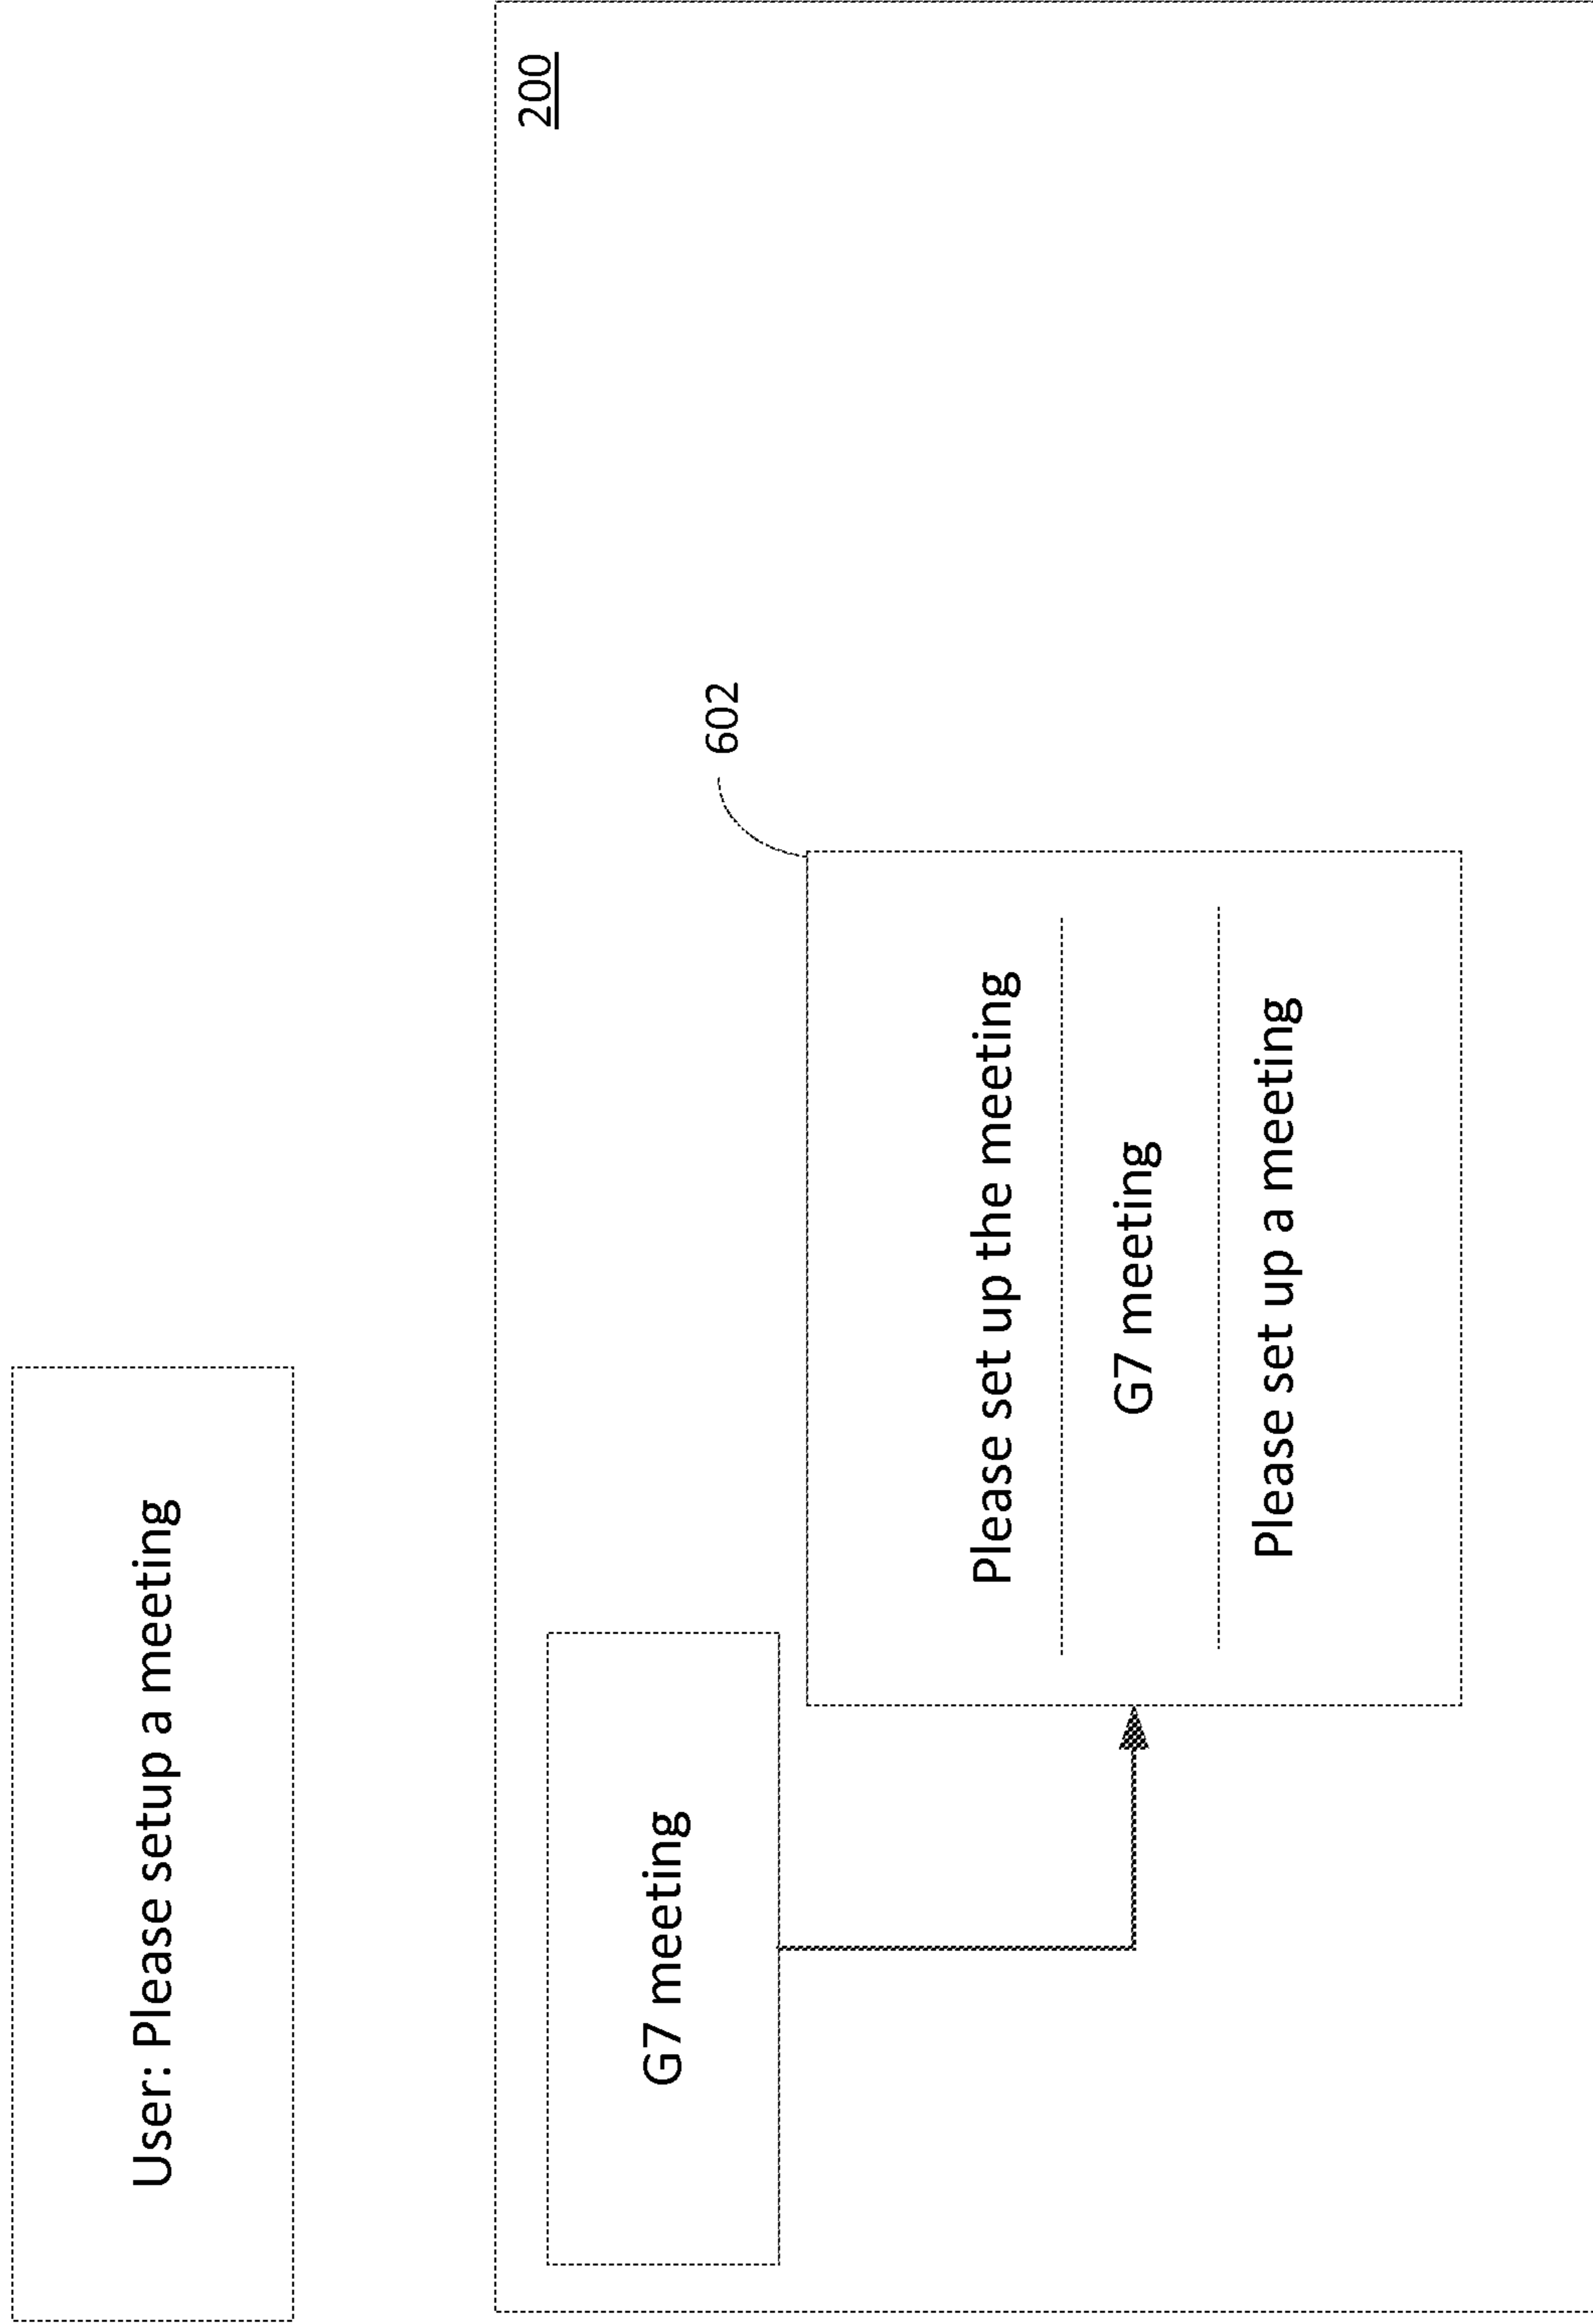 User: Please setup a meeting
200
G7 meeting
602
Please set up the meeting
G7 meeting
Please set up a meeting